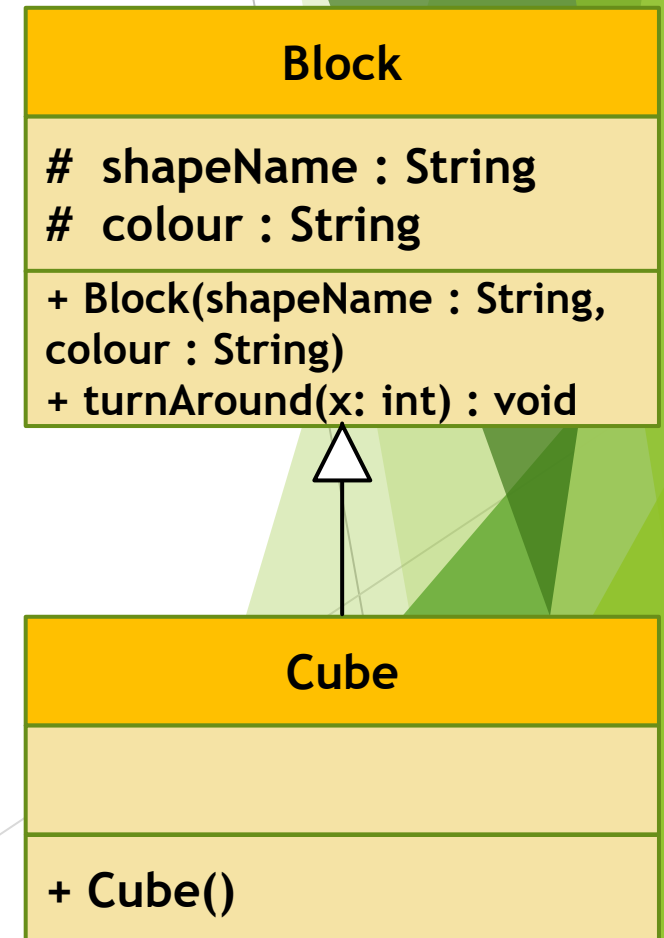 Block
# shapeName : String
# colour : String
+ Block(shapeName : String,
colour : String)
+ turnAround(x: int) : void
Cube
+ Cube()